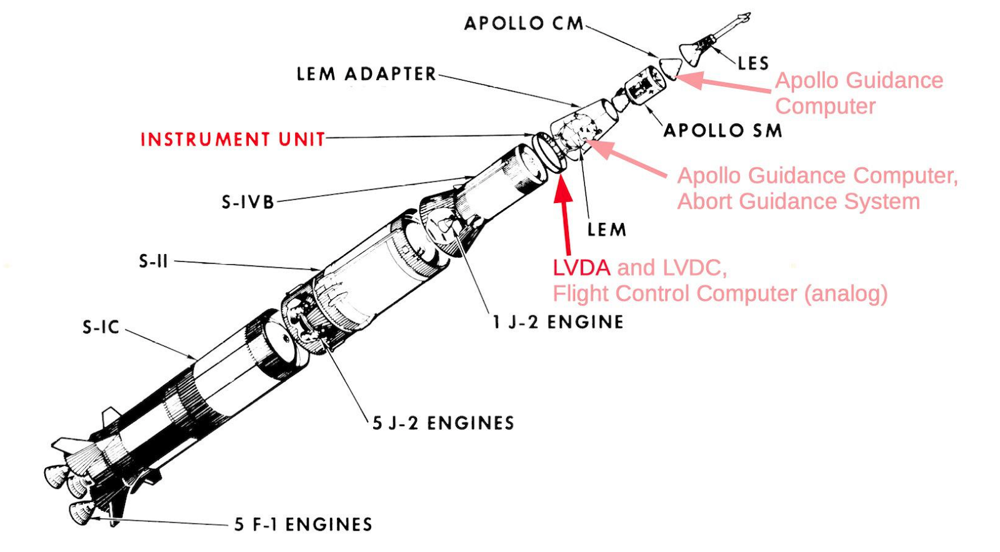 APOLLO CM
LES
LEM ADAPTER
Apollo Guidance
Computer
INSTRUMENT UNIT
APOLLO SM
Apollo Guidance Computer,
Abort Guidance System
S-IVB
LEM
S-II
LVDA and LVDC,
Flight Control Computer (analog)
1 J-2 ENGINE
S-IC
5 J-2 ENGINES
5 F-1 ENGINES